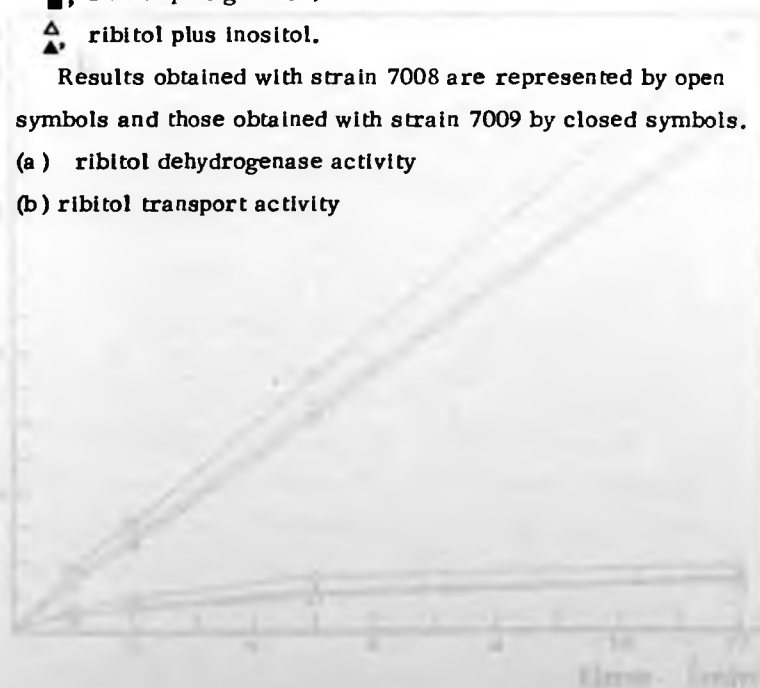 △
▲, ribitol plus inositol.
Results obtained with strain 7008 are represented by open
symbols and those obtained with strain 7009 by closed symbols.
(a) ribitol dehydrogenase activity
(b) ribitol transport activity